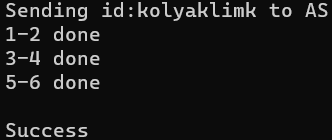 Sending id:kolyaklimk to AS
1-2 done
3-4 done
5-6 done
Success